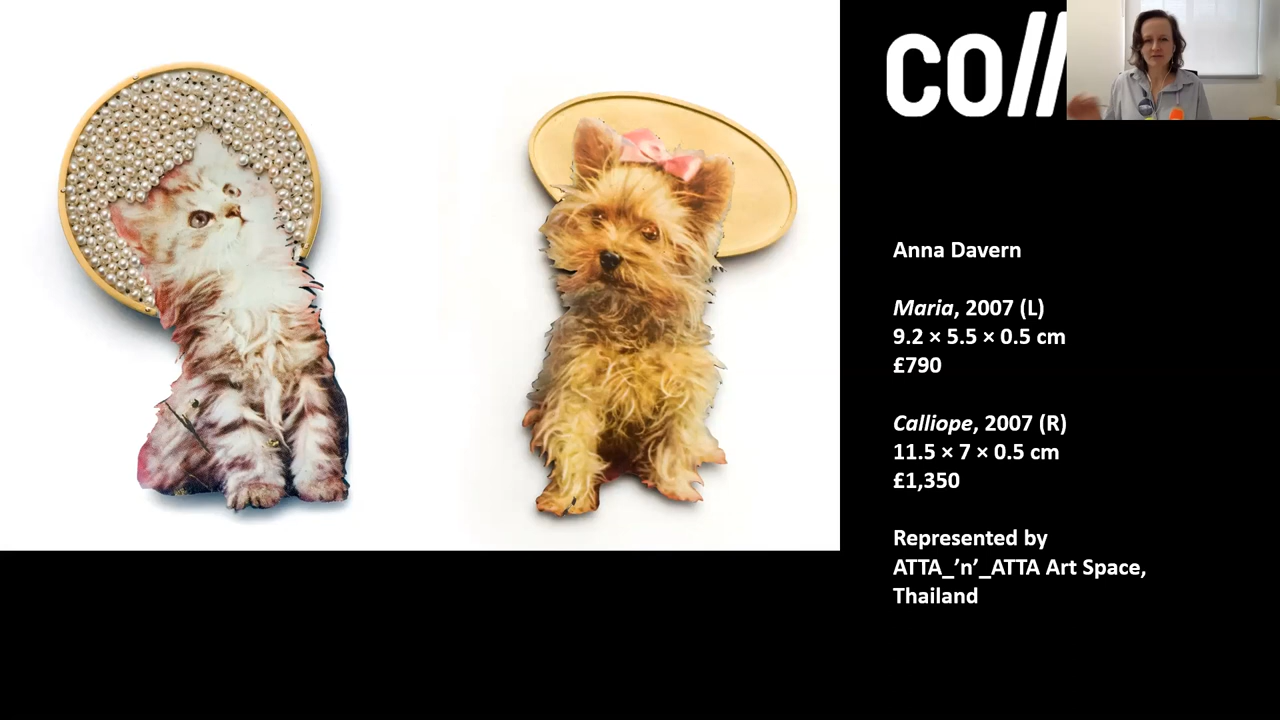 co//
Anna Davern
Maria, 2007 (L)
9.2 × 5.5 × 0.5 cm
£790
Calliope, 2007 (R)
11.5 × 7 × 0.5 cm
£1,350
Represented by
ATTA_’n’_ATTA Art Space,
Thailand